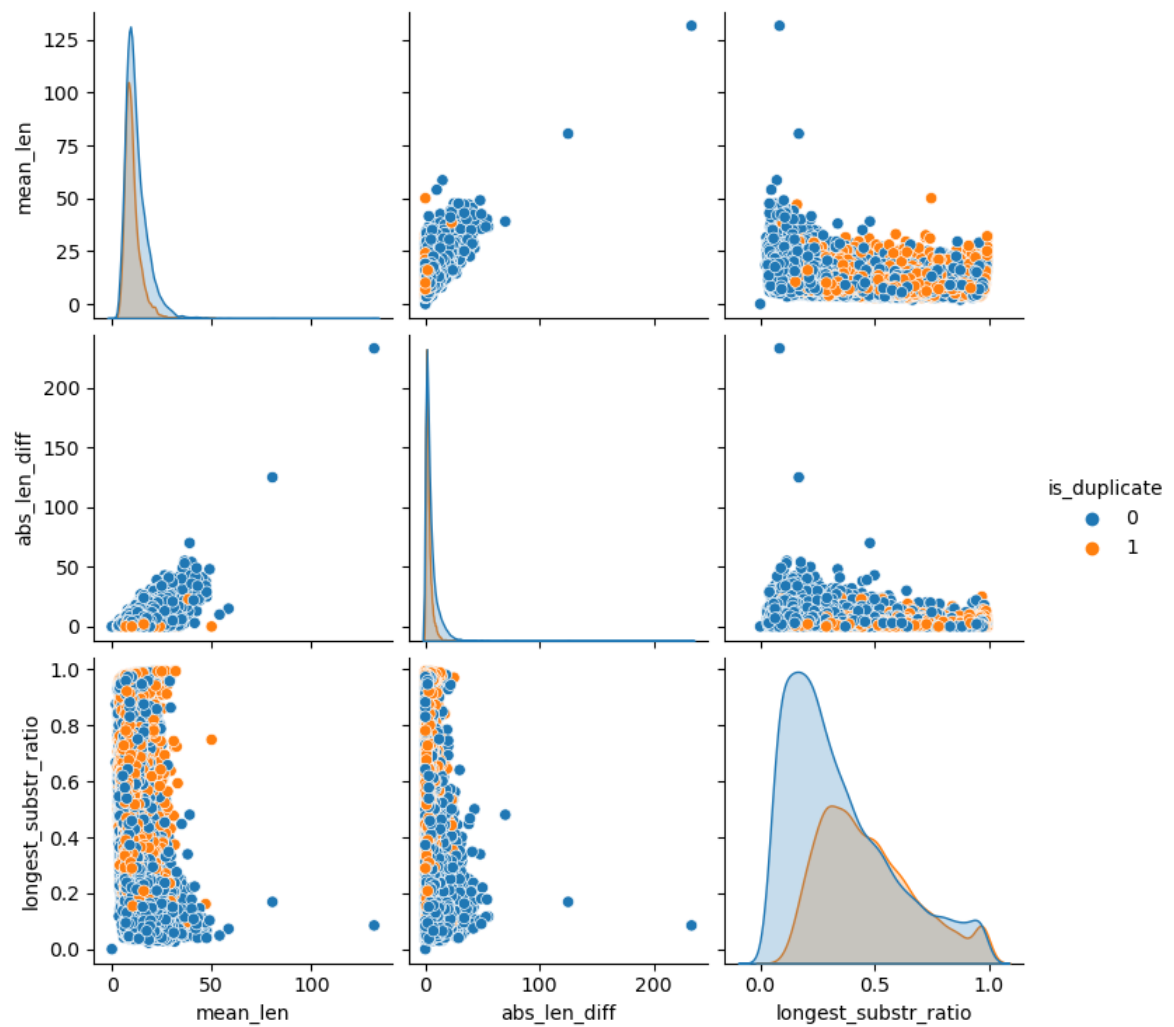 mean_len
125
100
75
50
25
0
abs_len_diff
200
150
100
50
0
is_duplicate
0
1
longest_substr_ratio
1.0
0.8
0.6
0.4
0.2
0.0
0 50 100
0 100 200
0.0 0.5 1.0
mean_len
abs_len_diff
longest_substr_ratio